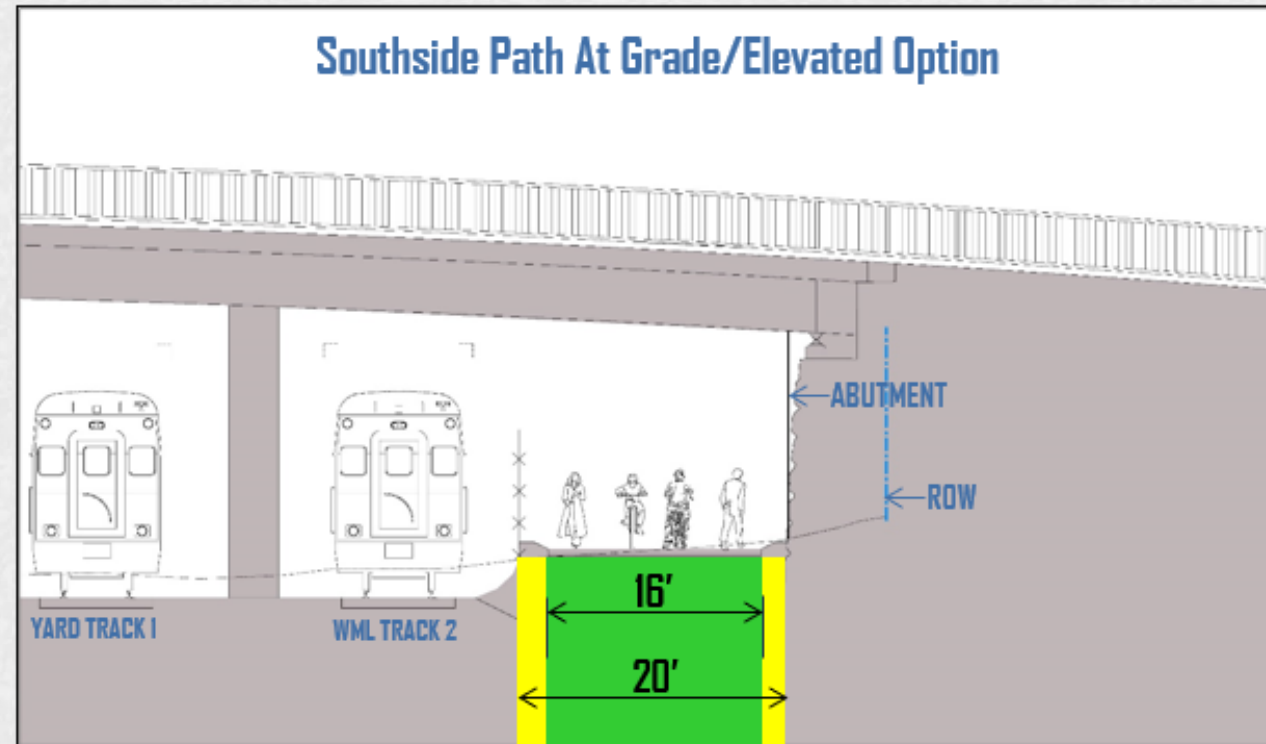 Southside Path At Grade/Elevated Option
ABUTMENT
ROW
16'
YARD TRACK 1
WML TRACK 2
20'